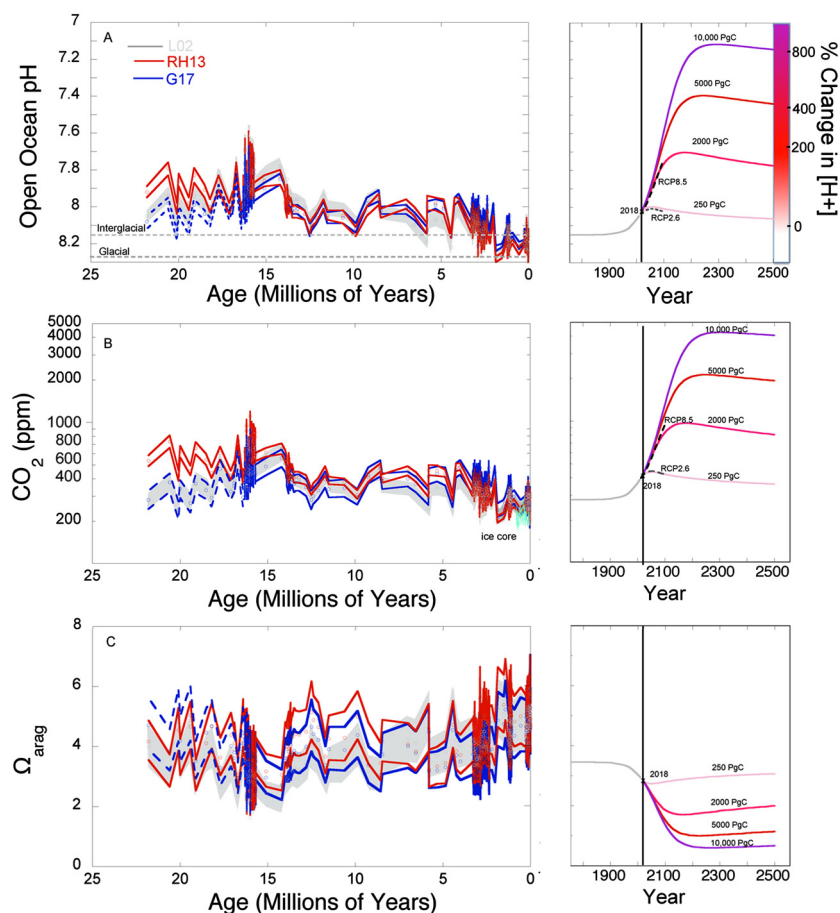 A
L02
RH13
G17
Open Ocean pH
7
7.2
7.4
7.6
7.8
8
8.2
Interglacial
Glacial
25
20
15
10
5
0
Age (Millions of Years)
10,000 PgC
5000 PgC
2000 PgC
RCP8.5
2018
250 PgC
RCP2.6
1900
2100
2300
2500
Year
800
400
200
0
% Change in [H+]
B
CO2 (ppm)
5000
4000
3000
2000
1000
800
600
400
200
ice core
25
20
15
10
5
0
Age (Millions of Years)
10,000 PgC
5000 PgC
RCP8.5
2000 PgC
RCP2.6
250 PgC
2018
1900
2100
2300
2500
Year
C
Ωarag
8
6
4
2
0
25
20
15
10
5
0
Age (Millions of Years)
2018
250 PgC
2000 PgC
5000 PgC
10,000 PgC
1900
2100
2300
2500
Year